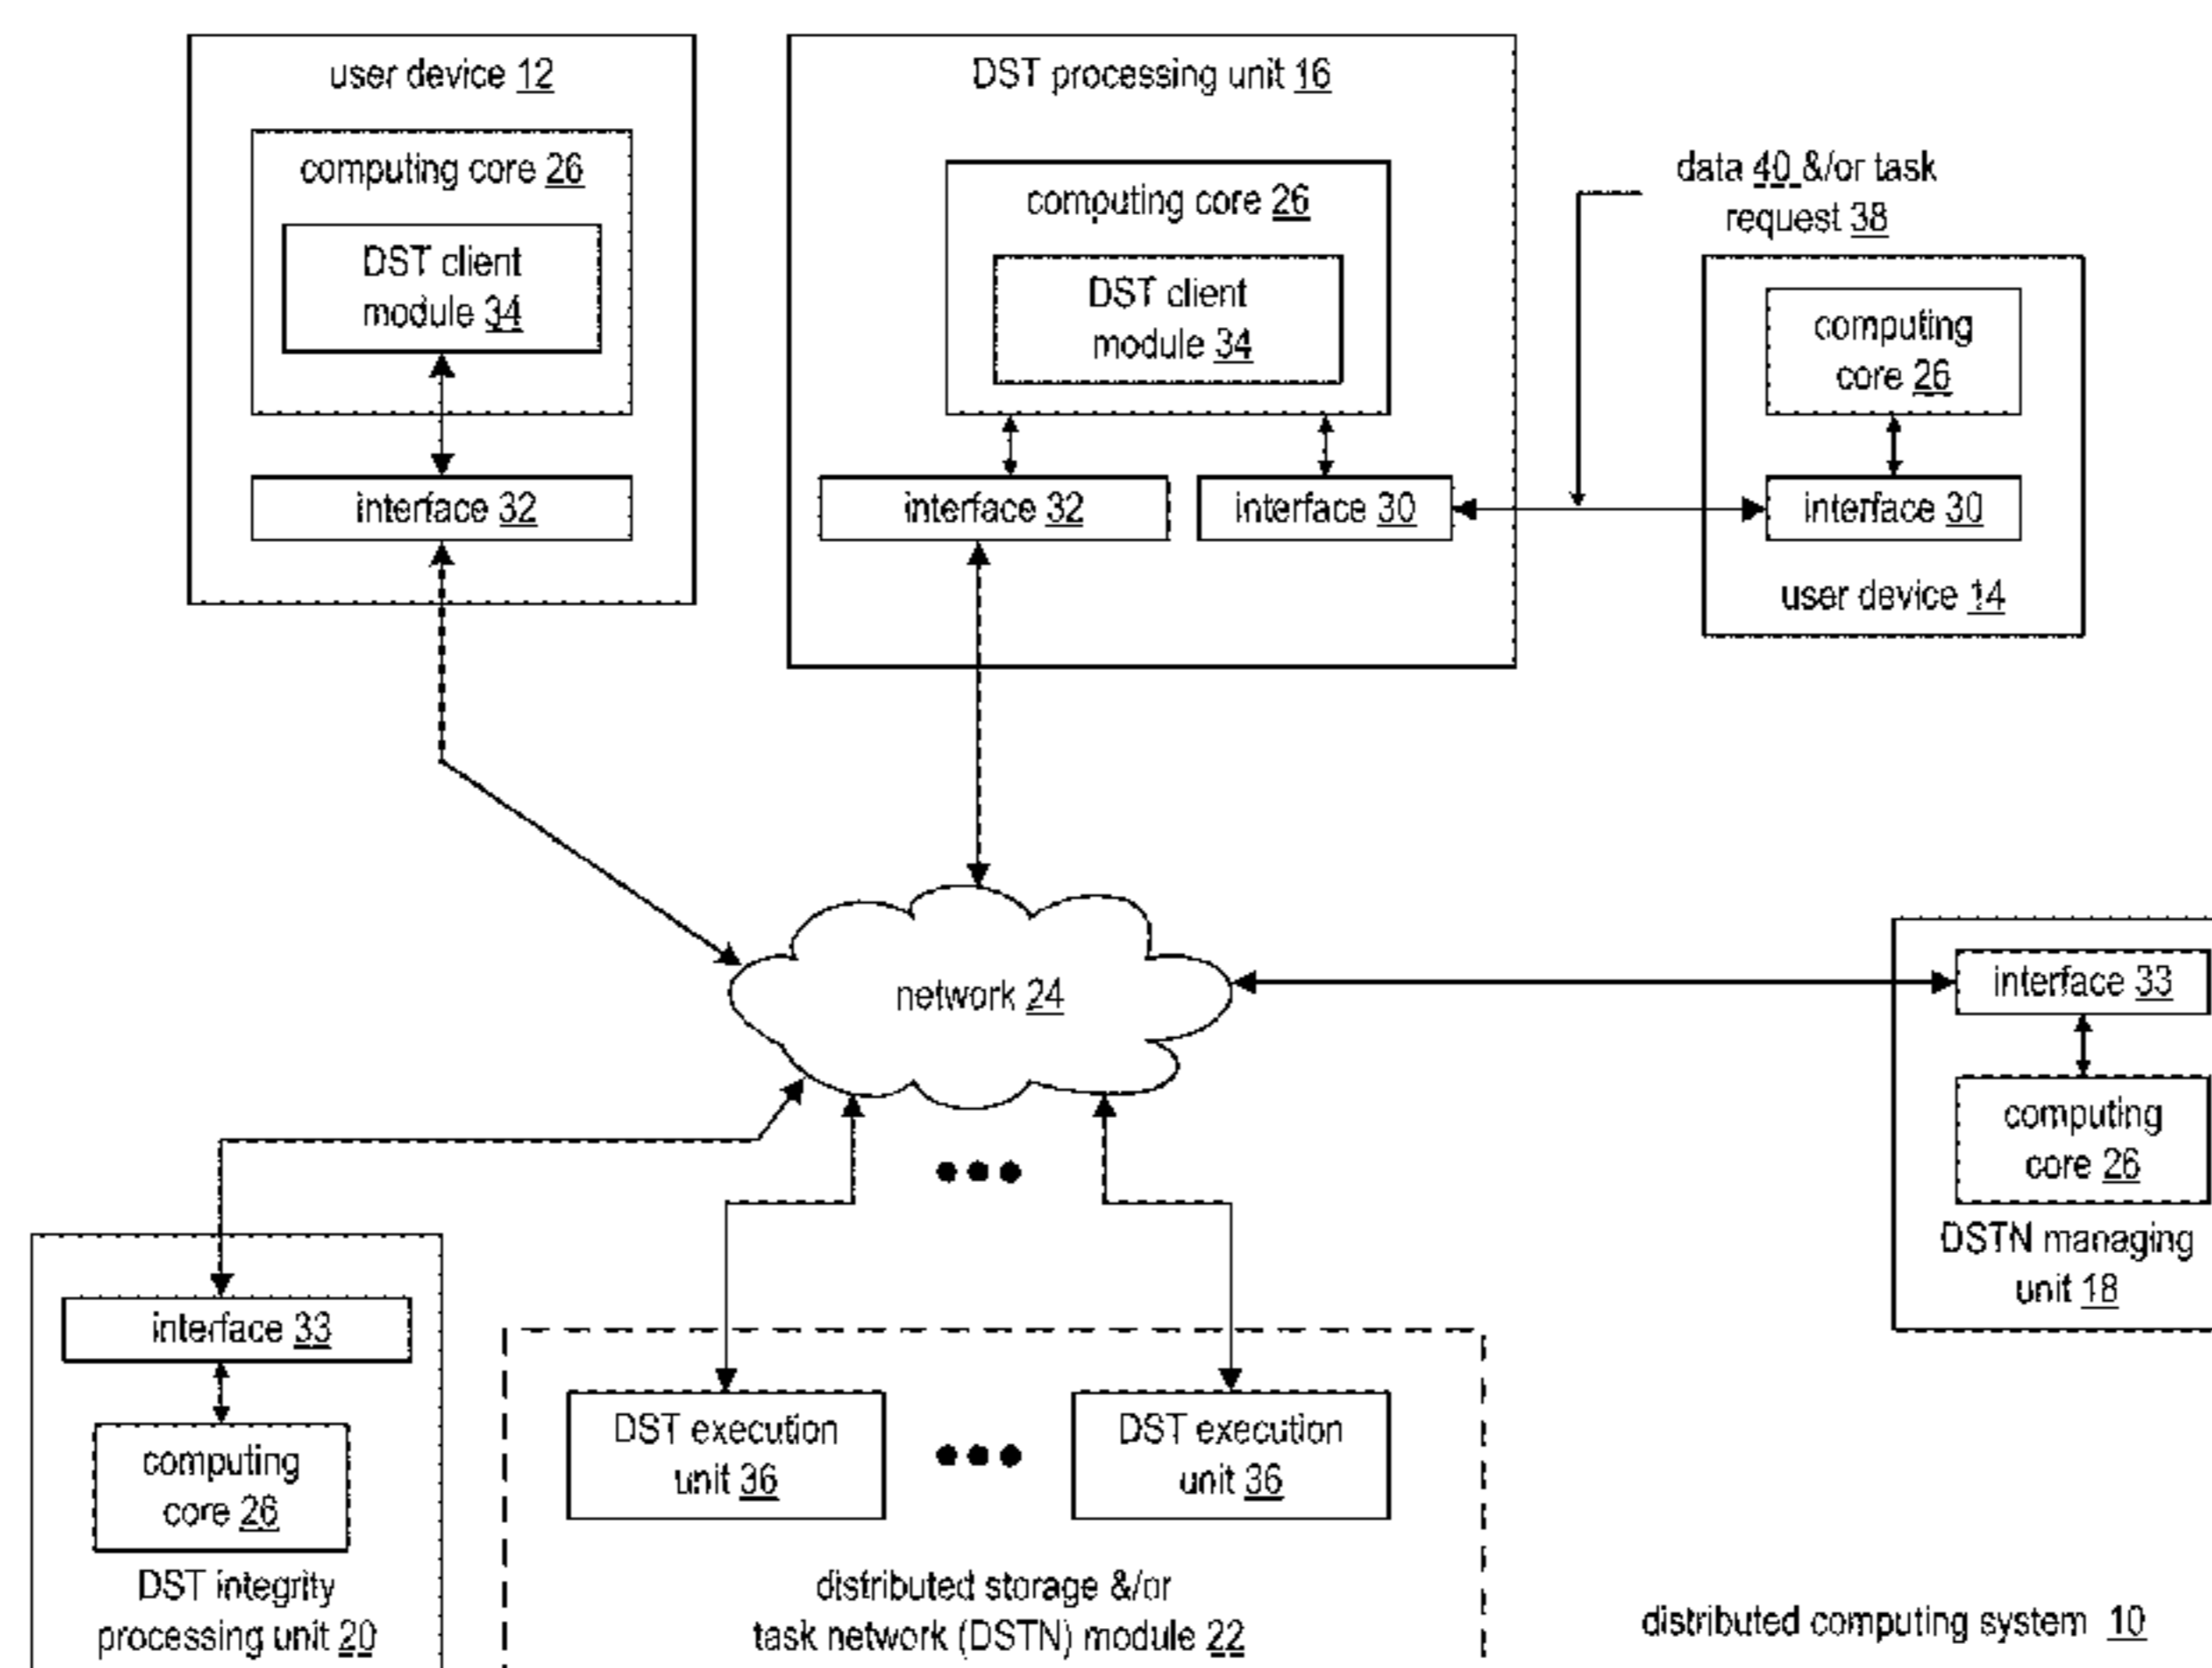 user device 12
computing core 26
DST client
module 34
interface 32
DST processing unit 16
computing core 26
DST client
module 34
interface 32
interface 30
data 40 &/or task
request 38
computing
core 26
interface 30
user device 14
network 24
interface 33
computing
core 26
DSTN managing
unit 18
interface 33
computing
core 26
DST integrity
processing unit 20
DST execution
unit 36
DST execution
unit 36
distributed storage &/or
task network (DSTN) module 22
distributed computing system 10